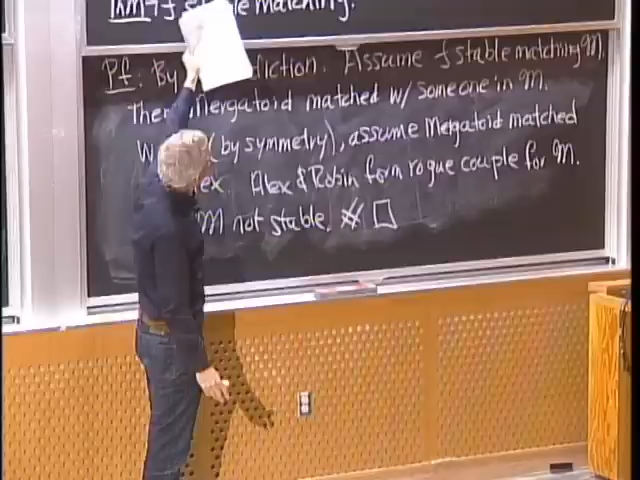 Thm: ∄ stable matching.
Pf: By diction. Assume ∃ stable matching M.
Then Mergatoid matched w/ someone in M.
W (by symmetry), assume Mergatoid matched
ex. Alex & Robin form rogue couple for M.
M not stable. ※ □